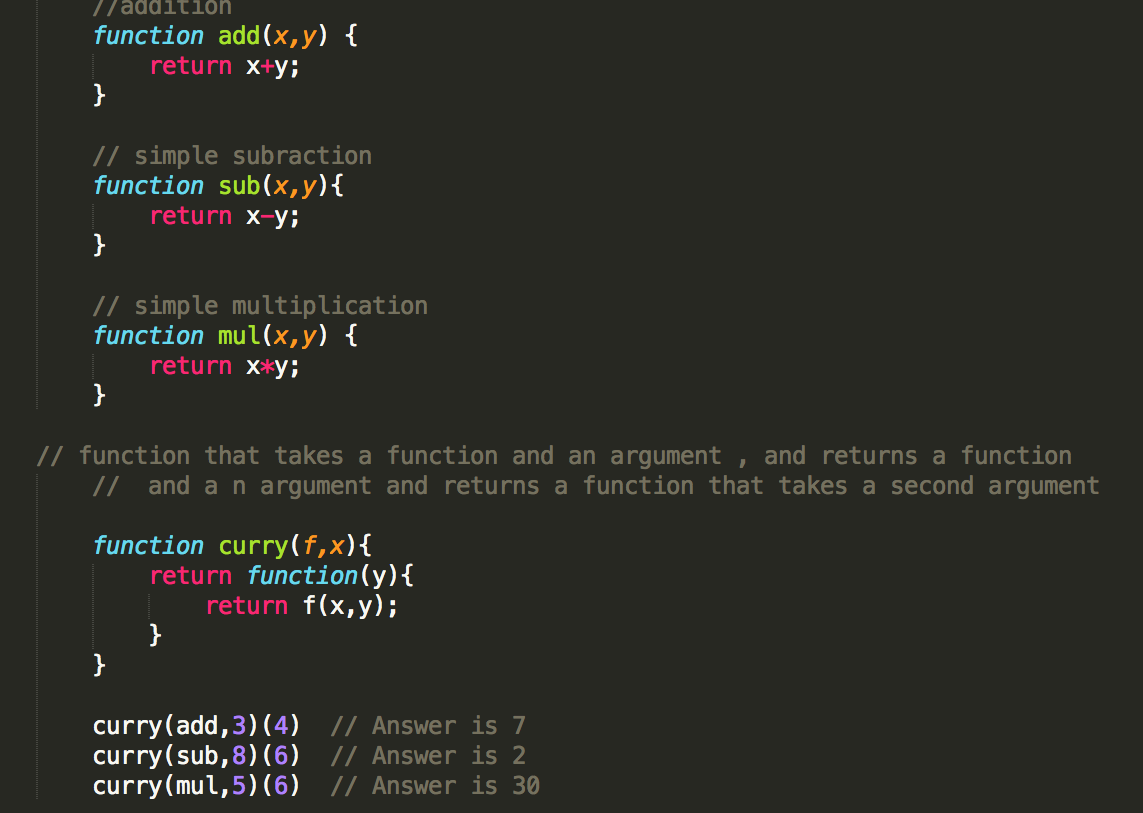 //addition
function add(x,y) {
return x+y;
}
// simple subraction
function sub(x,y){
return x-y;
}
// simple multiplication
function mul(x,y) {
return x*y;
}
// function that takes a function and an argument , and returns a function
// and a n argument and returns a function that takes a second argument
function curry(f,x){
return function(y){
return f(x,y);
}
}
curry(add,3)(4) // Answer is 7
curry(sub,8)(6) // Answer is 2
curry(mul,5)(6) // Answer is 30